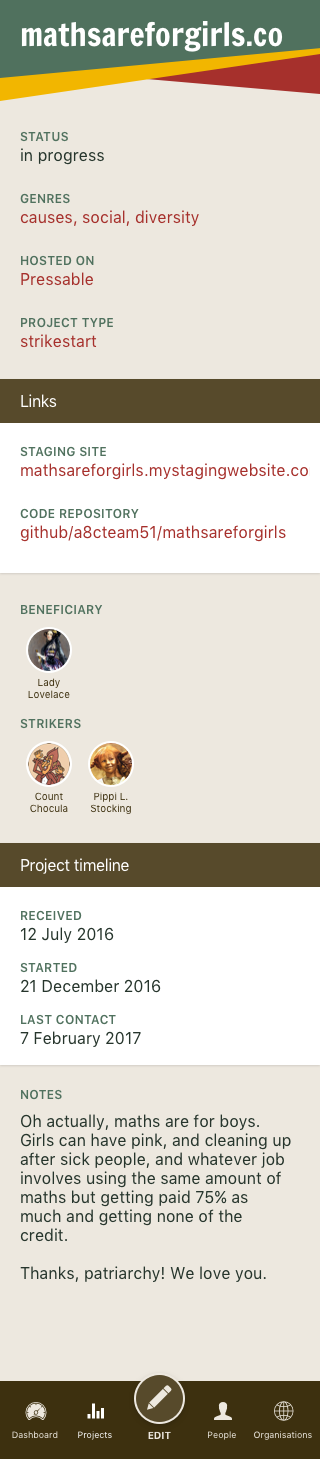 mathsareforgirls.co
STATUS
in progress
GENRES
causes, social, diversity
HOSTED ON
Pressable
PROJECT TYPE
strikestart
Links
STAGING SITE
mathsareforgirls.mystagingwebsite.co
CODE REPOSITORY
github/a8cteam51/mathsareforgirls
BENEFICIARY
Lady
Lovelace
STRIKERS
Count
Chocula
Pippi L.
Stocking
Project timeline
RECEIVED
12 July 2016
STARTED
21 December 2016
LAST CONTACT
7 February 2017
NOTES
Oh actually, maths are for boys.
Girls can have pink, and cleaning up
after sick people, and whatever job
involves using the same amount of
maths but getting paid 75% as
much and getting none of the
credit.
Thanks, patriarchy! We love you.
Dashboard
Projects
EDIT
People
Organisations